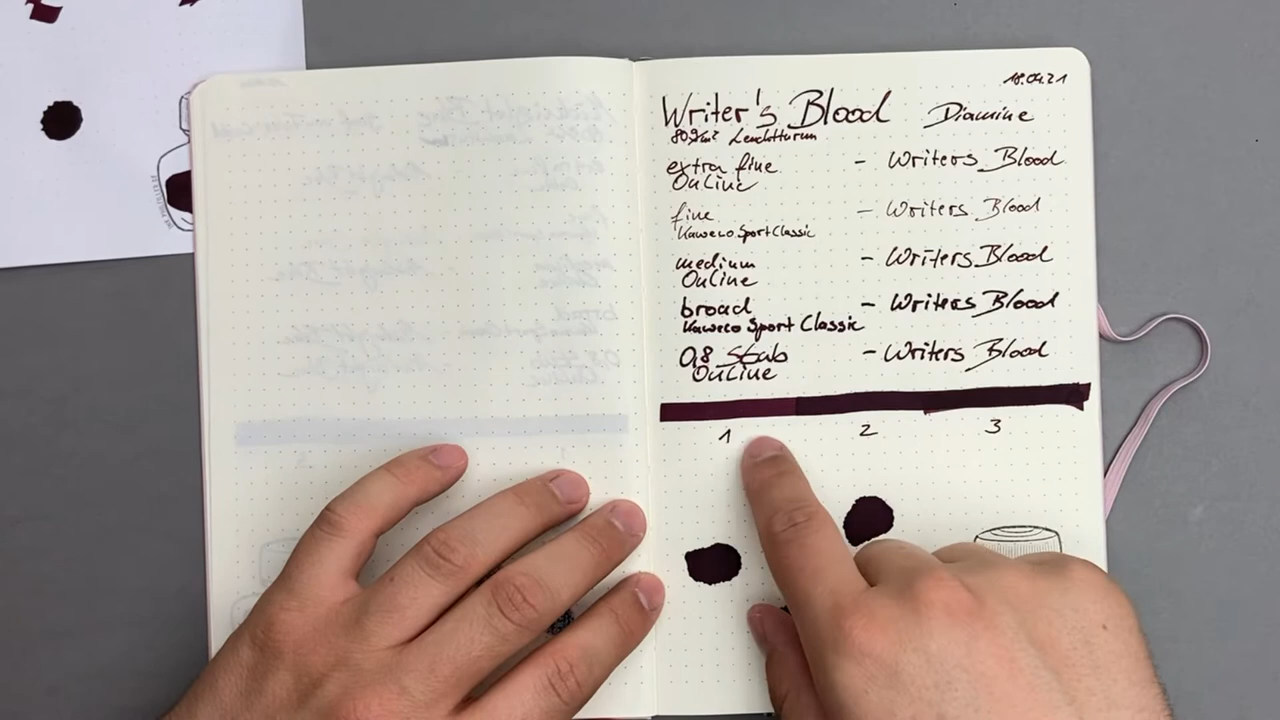 18.04.21
Writer's Blood Diamine
80g/m² Leuchtturm
extra fine - Writers Blood
OnLine
fine - Writers Blood
Kaweco Sport Classic
medium - Writers Blood
OnLine
broad - Writers Blood
Kaweco Sport Classic
0,8 Stub - Writers Blood
OnLine
1 2 3